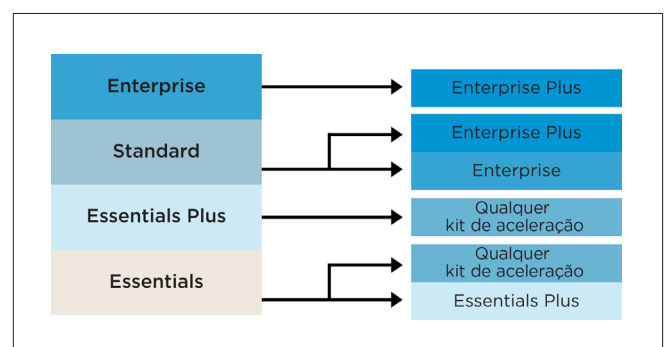 Enterprise
Enterprise Plus
Standard
Enterprise Plus
Enterprise
Essentials Plus
Qualquer
kit de aceleração
Essentials
Qualquer
kit de aceleração
Essentials Plus